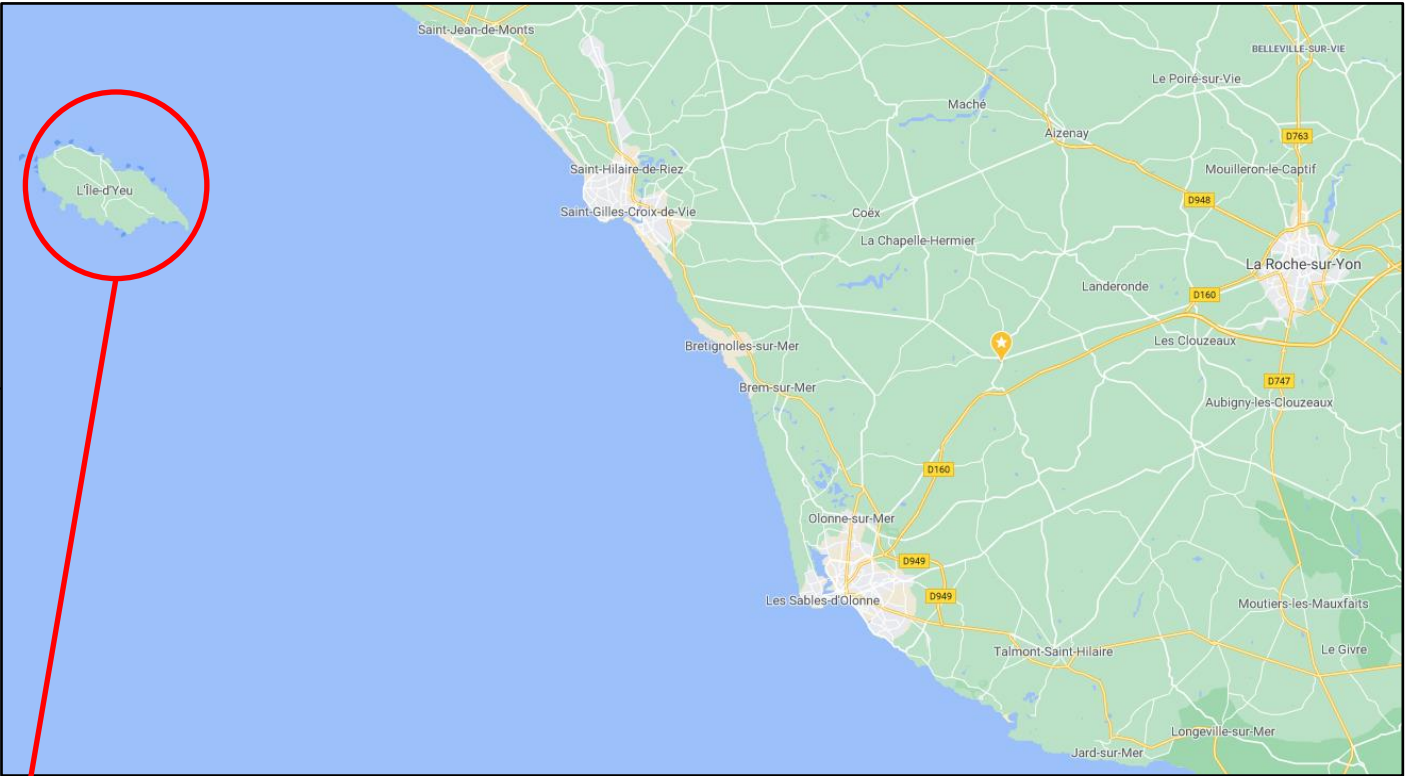 Saint-Jean-de-Monts
BELLEVILLE-SUR-VIE
Le Poiré-sur-Vie
Maché
Aizenay
D763
Saint-Hilaire-de-Riez
Mouilleron-le-Captif
L'Île-d'Yeu
D948
Saint-Gilles-Croix-de-Vie
Coëx
La Chapelle-Hermier
La Roche-sur-Yon
Landeronde
D160
Bretignolles-sur-Mer
Les Clouzeaux
D747
Brem-sur-Mer
Aubigny-les-Clouzeaux
D160
Olonne-sur-Mer
D949
Les Sables-d'Olonne
D949
Moutiers-les-Mauxfaits
Talmont-Saint-Hilaire
Le Givre
Longeville-sur-Mer
Jard-sur-Mer